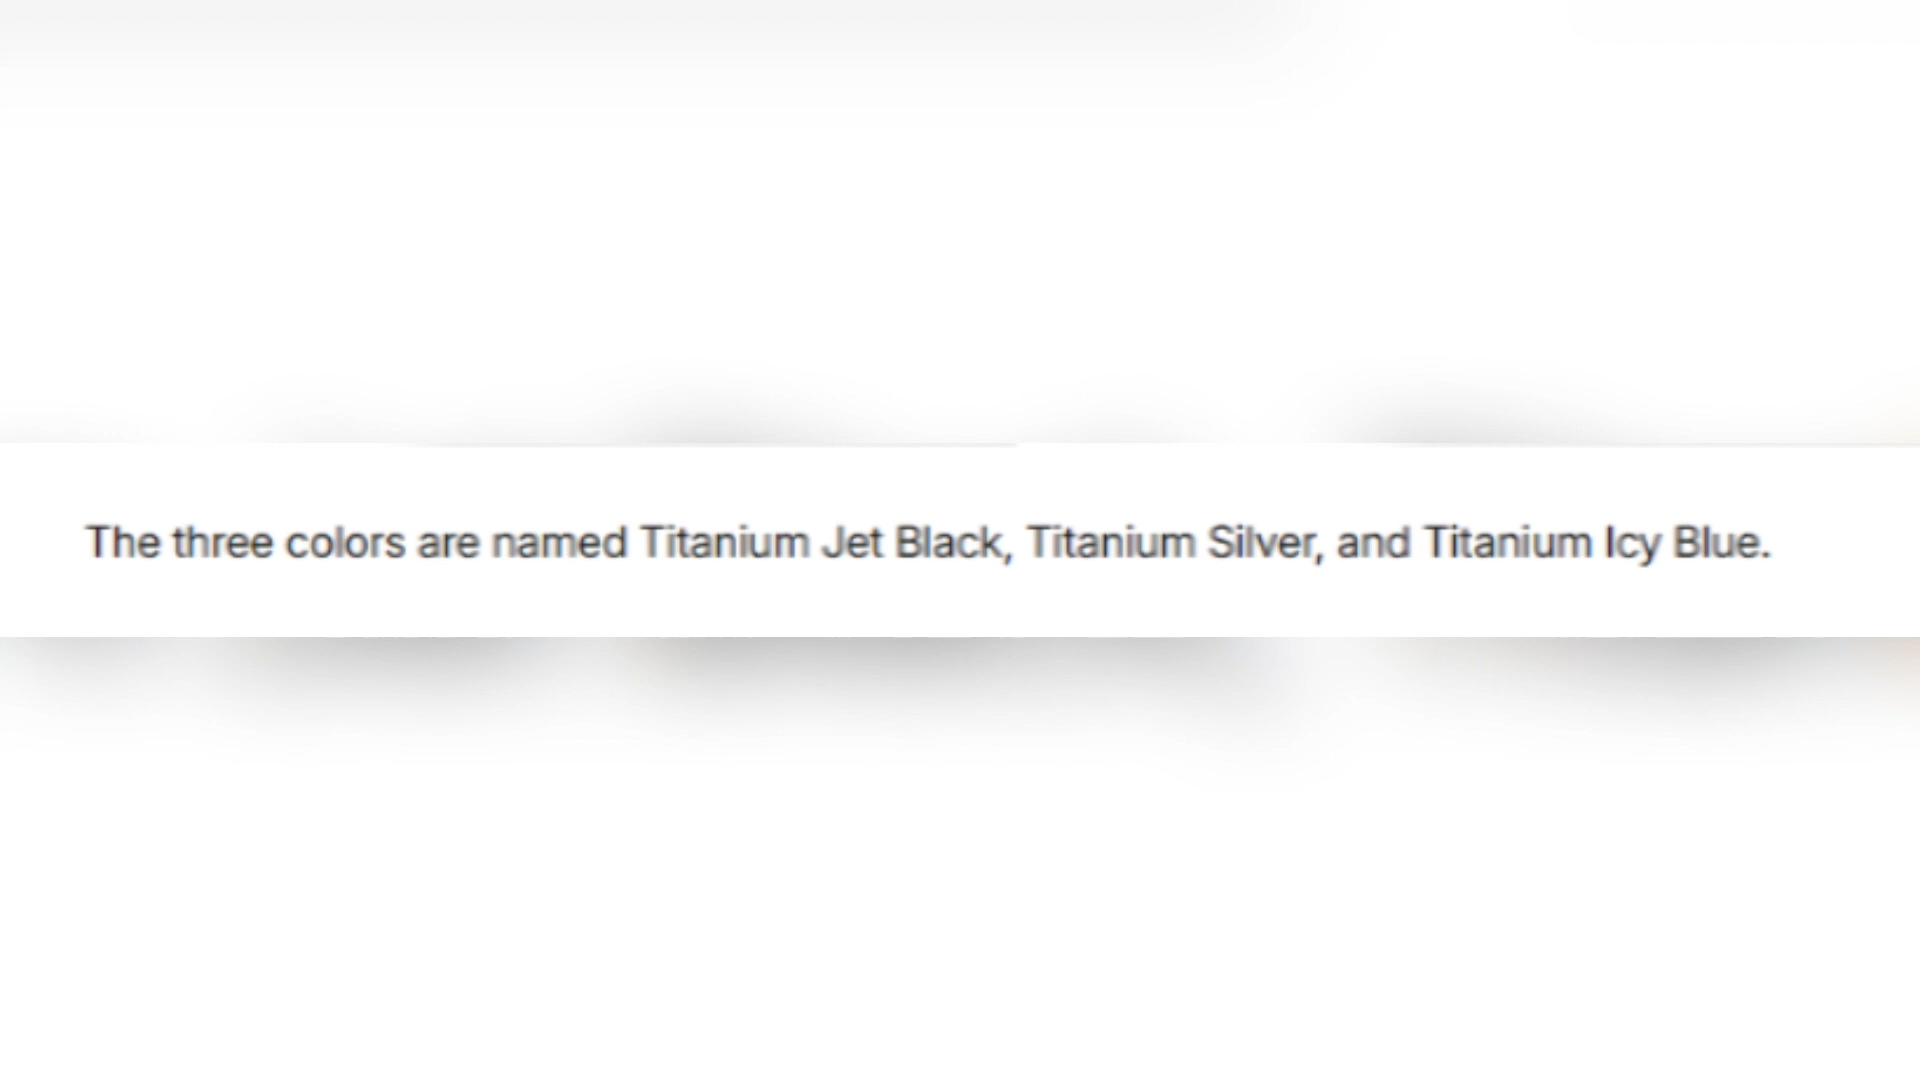 The three colors are named Titanium Jet Black, Titanium Silver, and Titanium Icy Blue.